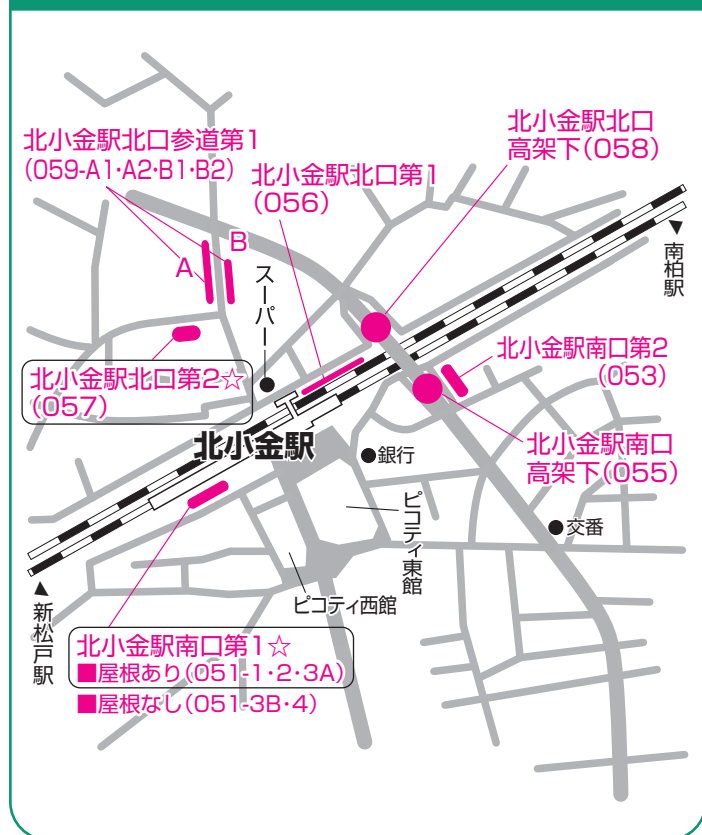 北小金駅北口参道第1
(059-A1・A2・B1・B2)
北小金駅北口
高架下(058)
北小金駅北口第1
(056)
A
B
スーパー
▲南柏駅
北小金駅北口第2☆
(057)
北小金駅南口第2
(053)
北小金駅
●銀行
北小金駅南口
高架下(055)
ピコティ東館
●交番
ピコティ西館
▲新松戸駅
北小金駅南口第1☆
■屋根あり(051-1・2・3A)
■屋根なし(051-3B・4)